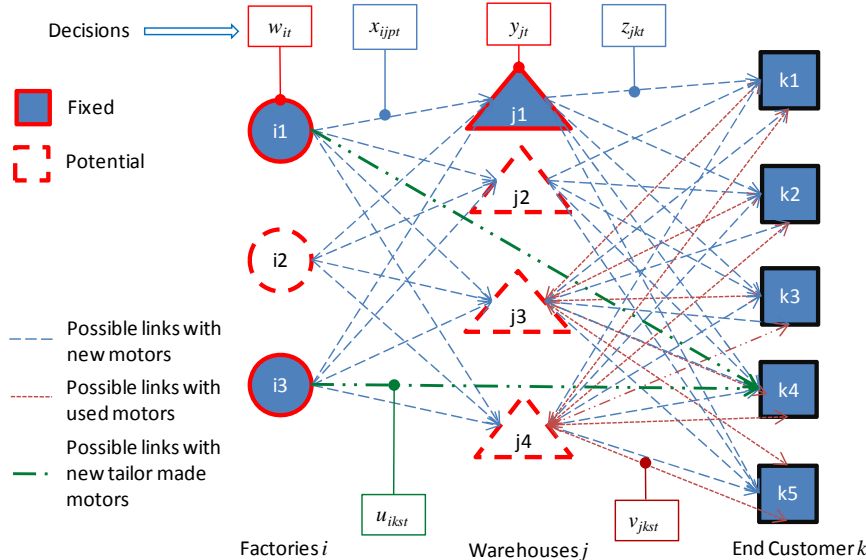 Decisions
w_it
x_ijpt
y_jt
z_jkt
Fixed
Potential
i1
i2
i3
j1
j2
j3
j4
k1
k2
k3
k4
k5
Possible links with
new motors
Possible links with
used motors
Possible links with
new tailor made
motors
u_ikst
v_jkst
Factories i
Warehouses j
End Customer k